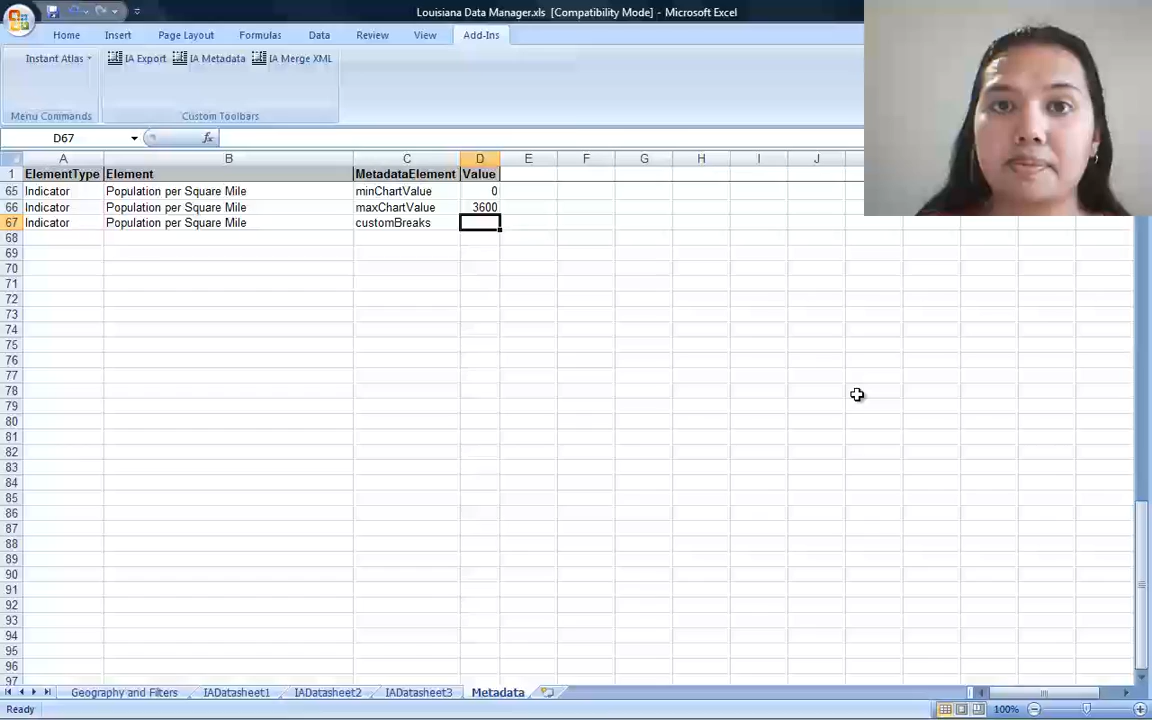 Louisiana Data Manager.xls [Compatibility Mode] - Microsoft Excel
Home Insert Page Layout Formulas Data Review View Add-Ins
Instant Atlas IA Export IA Metadata IA Merge XML
Menu Commands Custom Toolbars
D67 fx
A B C D E F G H I J
1 ElementType Element MetadataElement Value
65 Indicator Population per Square Mile minChartValue 0
66 Indicator Population per Square Mile maxChartValue 3600
67 Indicator Population per Square Mile customBreaks
68
69
70
71
72
73
74
75
76
77
78
79
80
81
82
83
84
85
86
87
88
89
90
91
92
93
94
95
96
97
Geography and Filters IADatasheet1 IADatasheet2 IADatasheet3 Metadata
Ready 100%